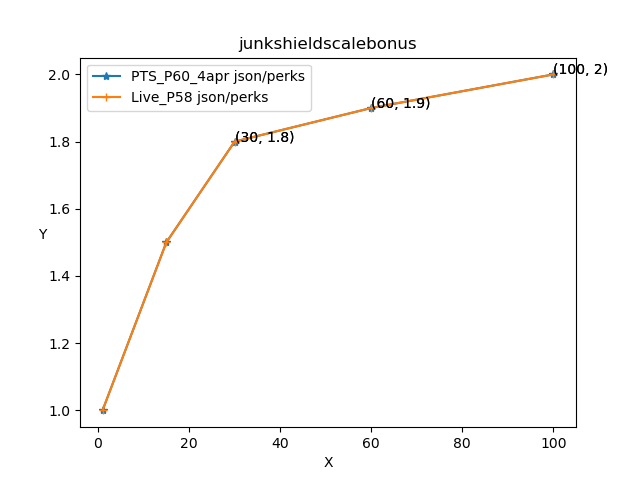 junkshieldscalebonus
PTS_P60_4apr json/perks
Live_P58 json/perks
(100, 2)
(60, 1.9)
(30, 1.8)
2.0
1.8
1.6
1.4
1.2
1.0
Y
0 20 40 60 80 100
X